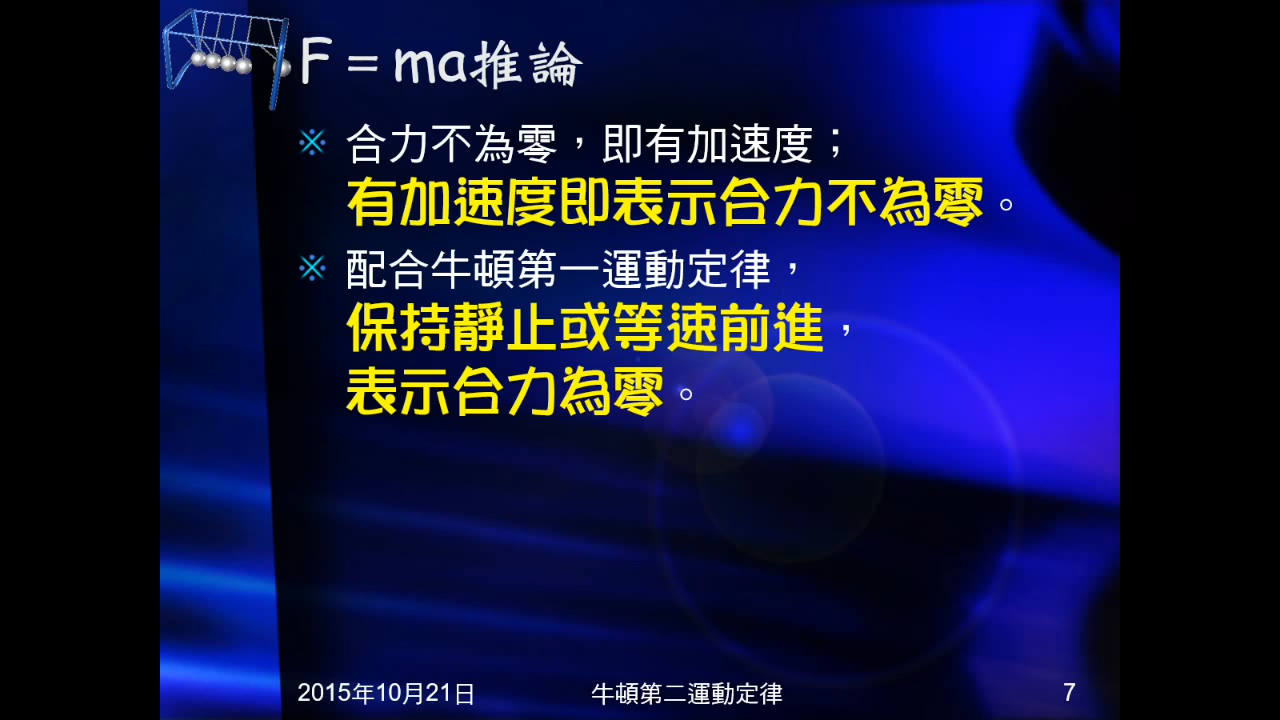 F = ma推論
※ 合力不為零，即有加速度；
有加速度即表示合力不為零。
※ 配合牛頓第一運動定律，
保持靜止或等速前進，
表示合力為零。
2015年10月21日
牛頓第二運動定律
7